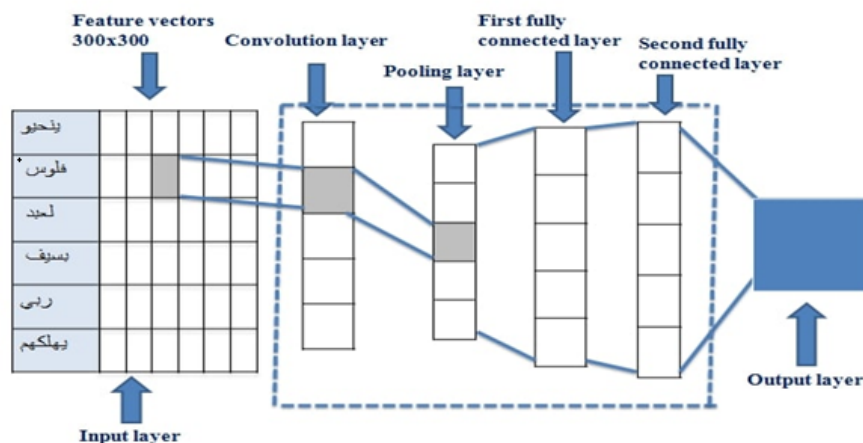 Feature vectors
300x300
Convolution layer
Pooling layer
First fully
connected layer
Second fully
connected layer
ينحيو
فلوس
لعيد
بسيف
ربي
يهلكهم
Input layer
Output layer